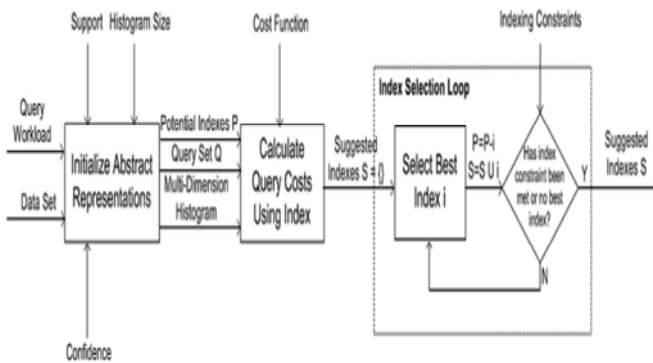 Support
Histogram Size
Cost Function
Indexing Constraints
Query
Workload
Data Set
Initialize Abstract
Representations
Confidence
Potential Indexes P
Query Set Q
Multi-Dimension
Histogram
Calculate
Query Costs
Using Index
Suggested
Indexes S = {}
Index Selection Loop
Select Best
Index i
P=P-i
S=S U i
Has index
constraint been
met or no best
index?
Y
N
Suggested
Indexes S